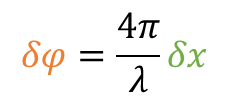 δφ = 4π/λ δx